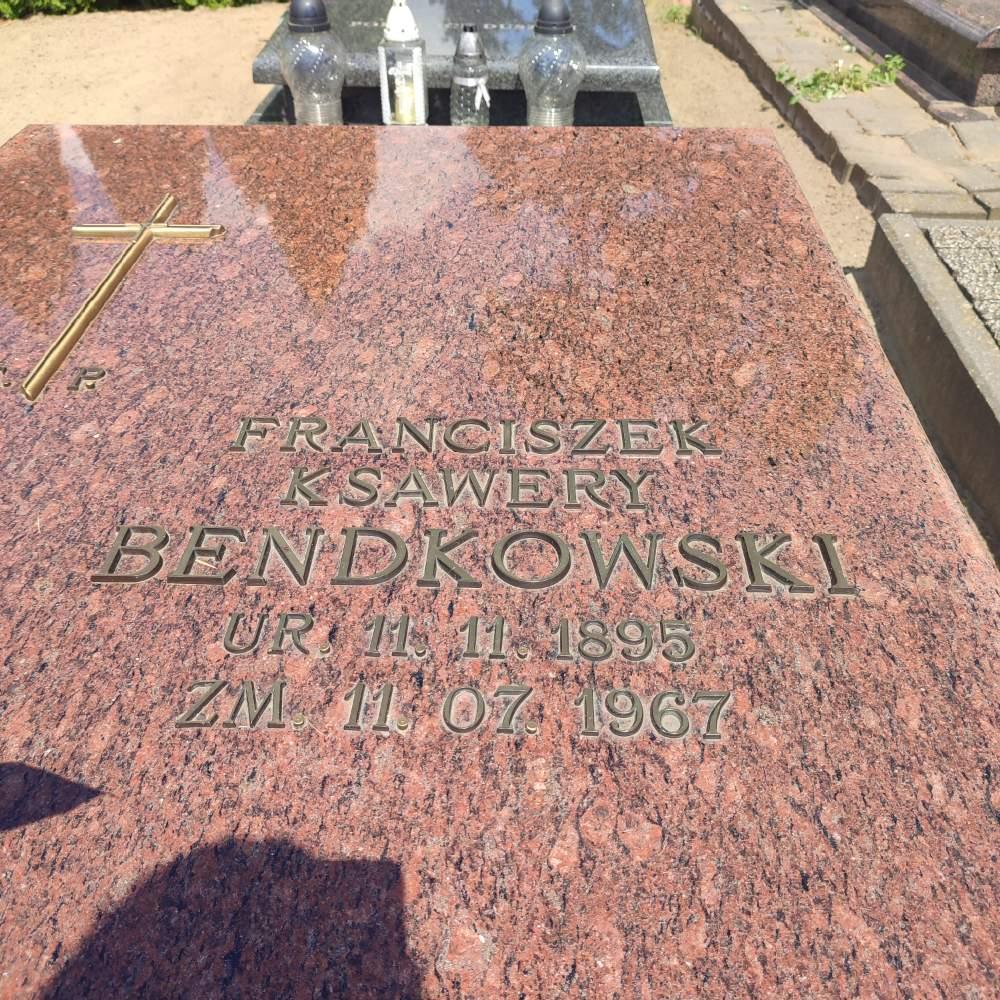 P.
FRANCISZEK
KSAWERY
BENDKOWSKI
UR. 11. 11. 1895
ZM. 11. 07. 1967